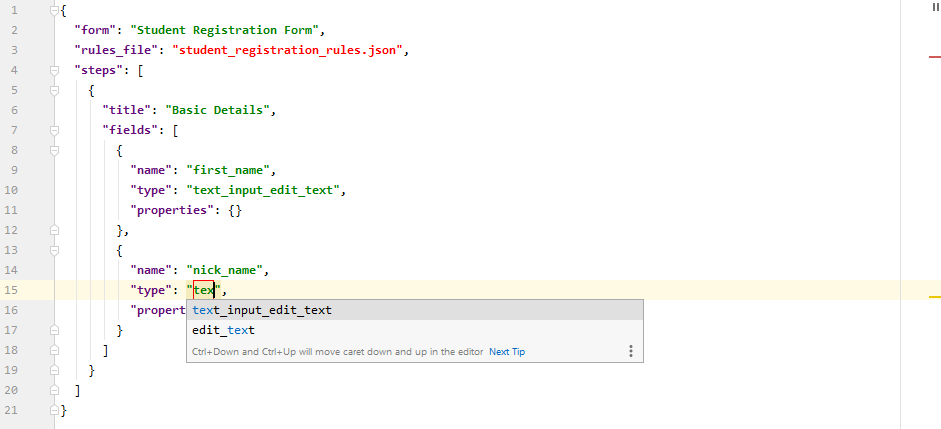 1 {
2 "form": "Student Registration Form",
3 "rules_file": "student_registration_rules.json",
4 "steps": [
5 {
6 "title": "Basic Details",
7 "fields": [
8 {
9 "name": "first_name",
10 "type": "text_input_edit_text",
11 "properties": {}
12 },
13 {
14 "name": "nick_name",
15 "type": "tex",
16 "propert
text_input_edit_text
17 }
edit_text
18 ]
Ctrl+Down and Ctrl+Up will move caret down and up in the editor Next Tip
19 }
20 ]
21 }